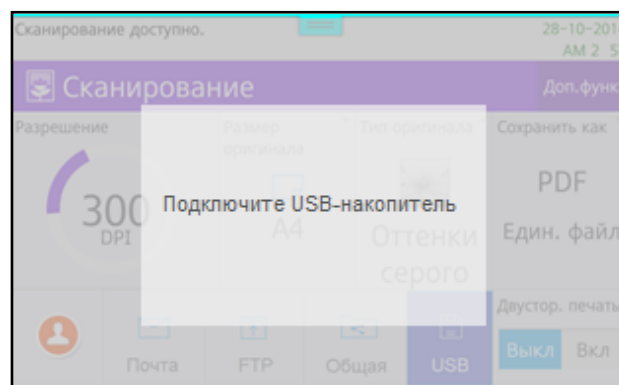 Сканирование доступно.
28-10-201
AM 2 5
Сканирование
Доп.функ
Разрешение
Размер оригинала
Тип оригинала
Сохранить как
300
DPI
Подключите USB-накопитель
A4
Оттенки
серого
PDF
Един. файл
Двустор. печать
Выкл
Вкл
Почта
FTP
Общая
USB